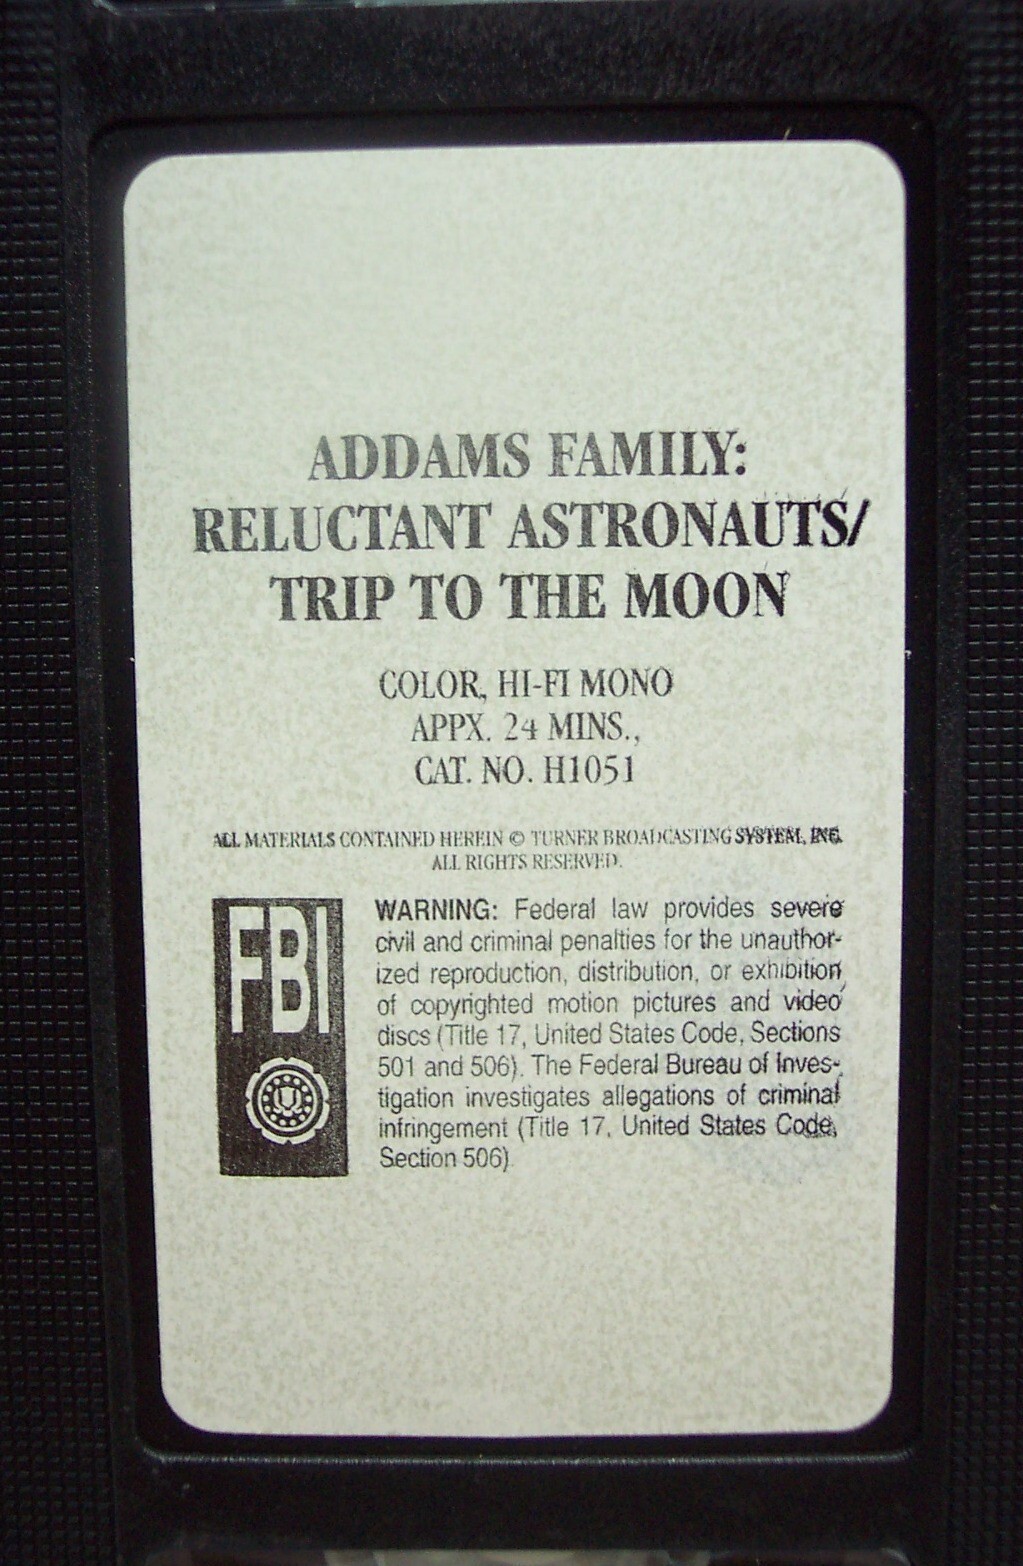 ADDAMS FAMILY:
RELUCTANT ASTRONAUTS/
TRIP TO THE MOON
COLOR, HI-FI MONO
APPX. 24 MINS.,
CAT. NO. H1051
ALL MATERIALS CONTAINED HEREIN © TURNER BROADCASTING SYSTEM, INC.
ALL RIGHTS RESERVED.
FBI
WARNING: Federal law provides severe
civil and criminal penalties for the unauthor-
ized reproduction, distribution, or exhibition
of copyrighted motion pictures and video
discs (Title 17, United States Code, Sections
501 and 506). The Federal Bureau of Inves-
tigation investigates allegations of criminal
infringement (Title 17, United States Code,
Section 506).